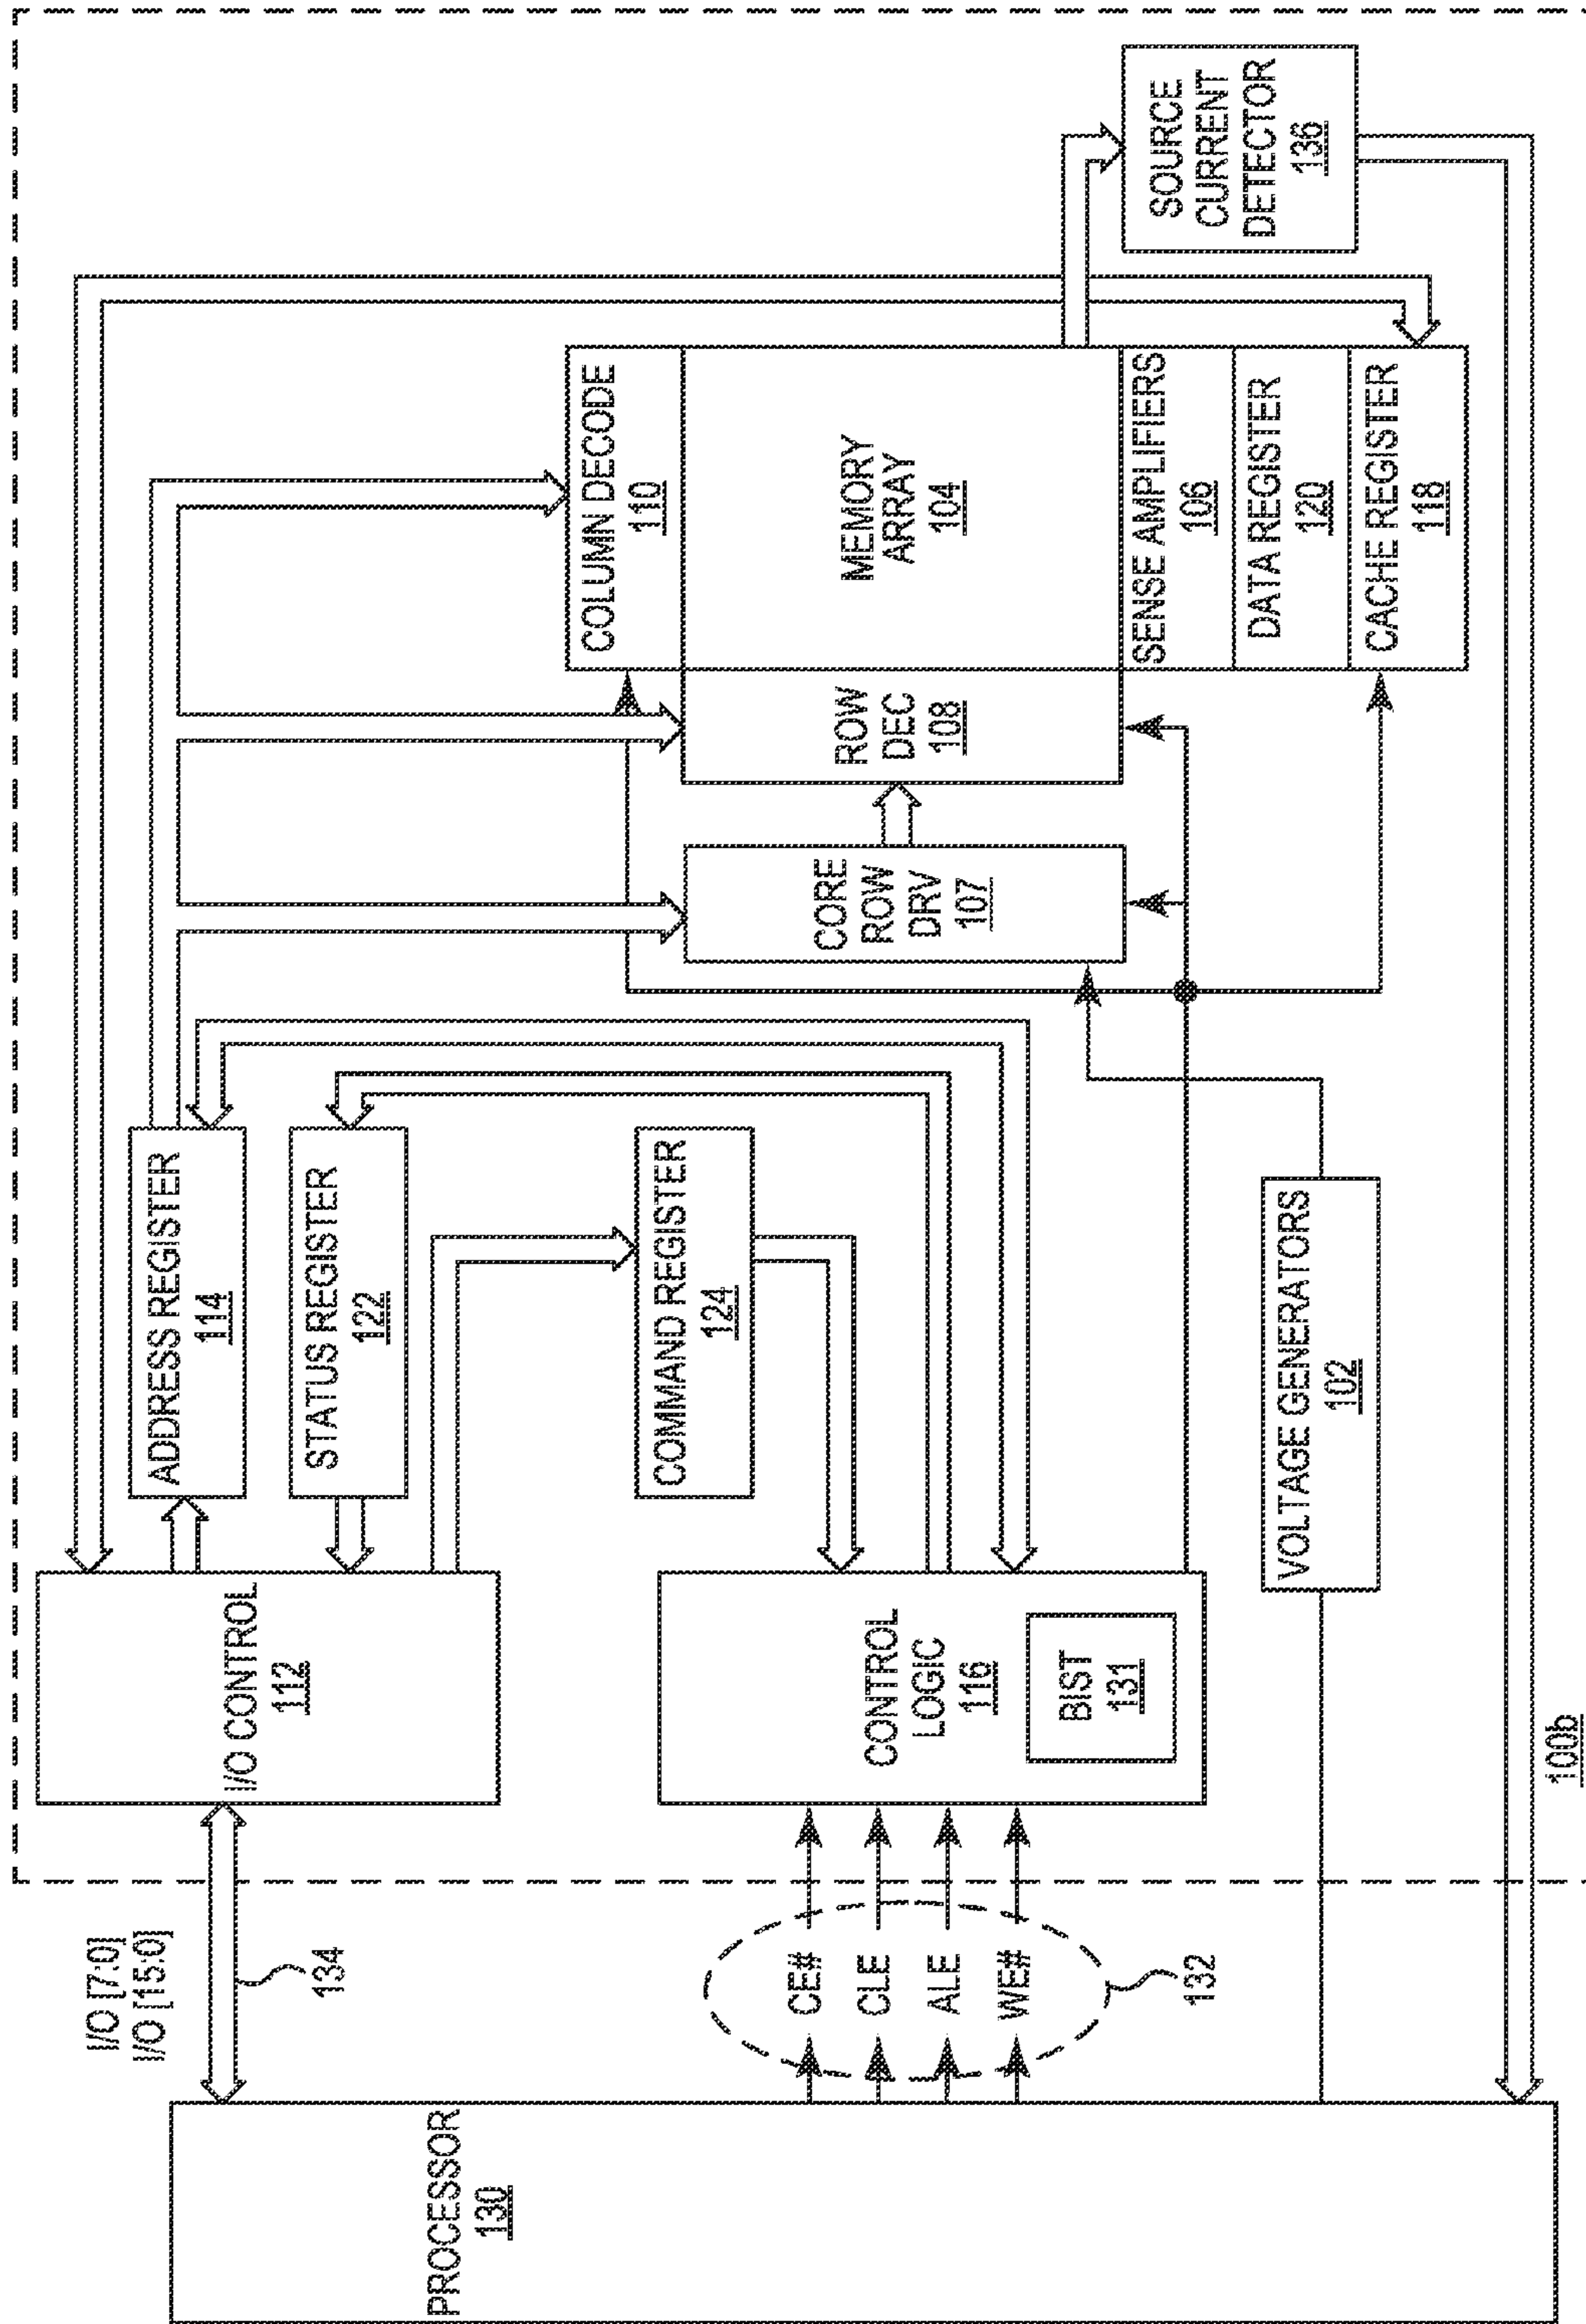 PROCESSOR
130
I/O [7:0]
I/O [15:0]
134
CE#
CLE
ALE
WE#
132
I/O CONTROL
112
CONTROL
LOGIC
116
BIST
131
ADDRESS REGISTER
114
STATUS REGISTER
122
COMMAND REGISTER
124
VOLTAGE GENERATORS
102
CORE
ROW
DRV
107
ROW
DEC
108
COLUMN DECODE
110
MEMORY
ARRAY
104
SENSE AMPLIFIERS
106
DATA REGISTER
120
CACHE REGISTER
118
SOURCE
CURRENT
DETECTOR
136
100b